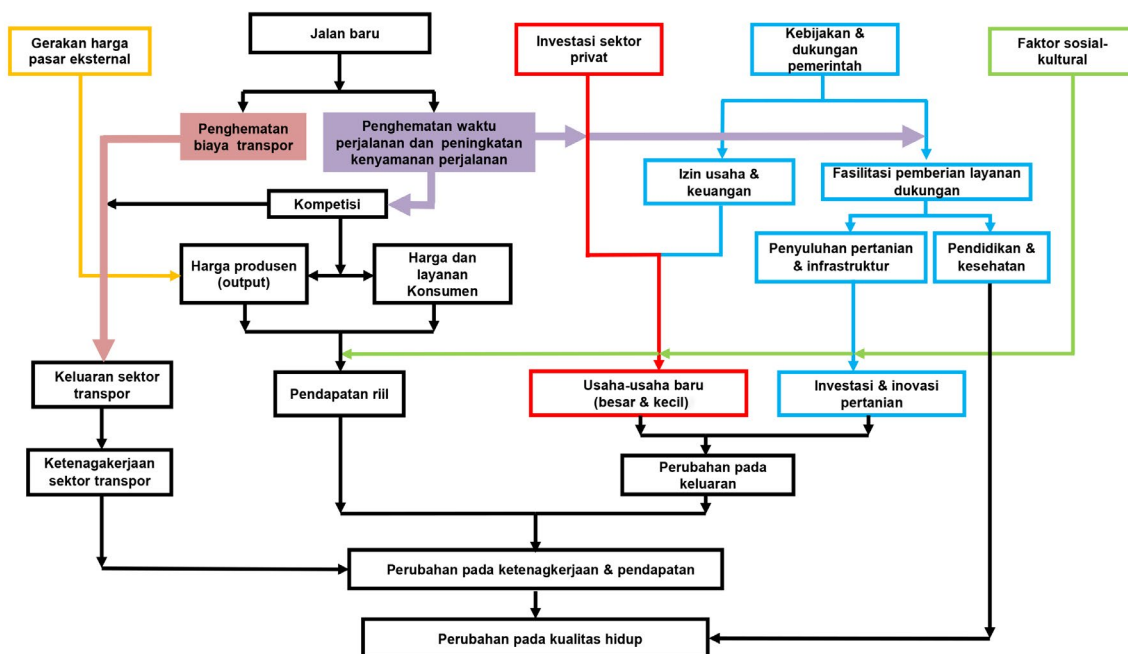 Jalan baru
Gerakan harga
pasar eksternal
Investasi sektor
privat
Kebijakan &
dukungan
pemerintah
Faktor sosial-
kultural
Penghematan
biaya transpor
Penghematan waktu
perjalanan dan peningkatan
kenyamanan perjalanan
Izin usaha &
keuangan
Fasilitasi pemberian layanan
dukungan
Kompetisi
Harga produsen
(output)
Harga dan
layanan
Konsumen
Penyuluhan pertanian
& infrastruktur
Pendidikan &
kesehatan
Keluaran sektor
transpor
Pendapatan riil
Usaha-usaha baru
(besar & kecil)
Investasi & inovasi
pertanian
Ketenagakerjaan
sektor transpor
Perubahan pada
keluaran
Perubahan pada ketenagkerjaan & pendapatan
Perubahan pada kualitas hidup